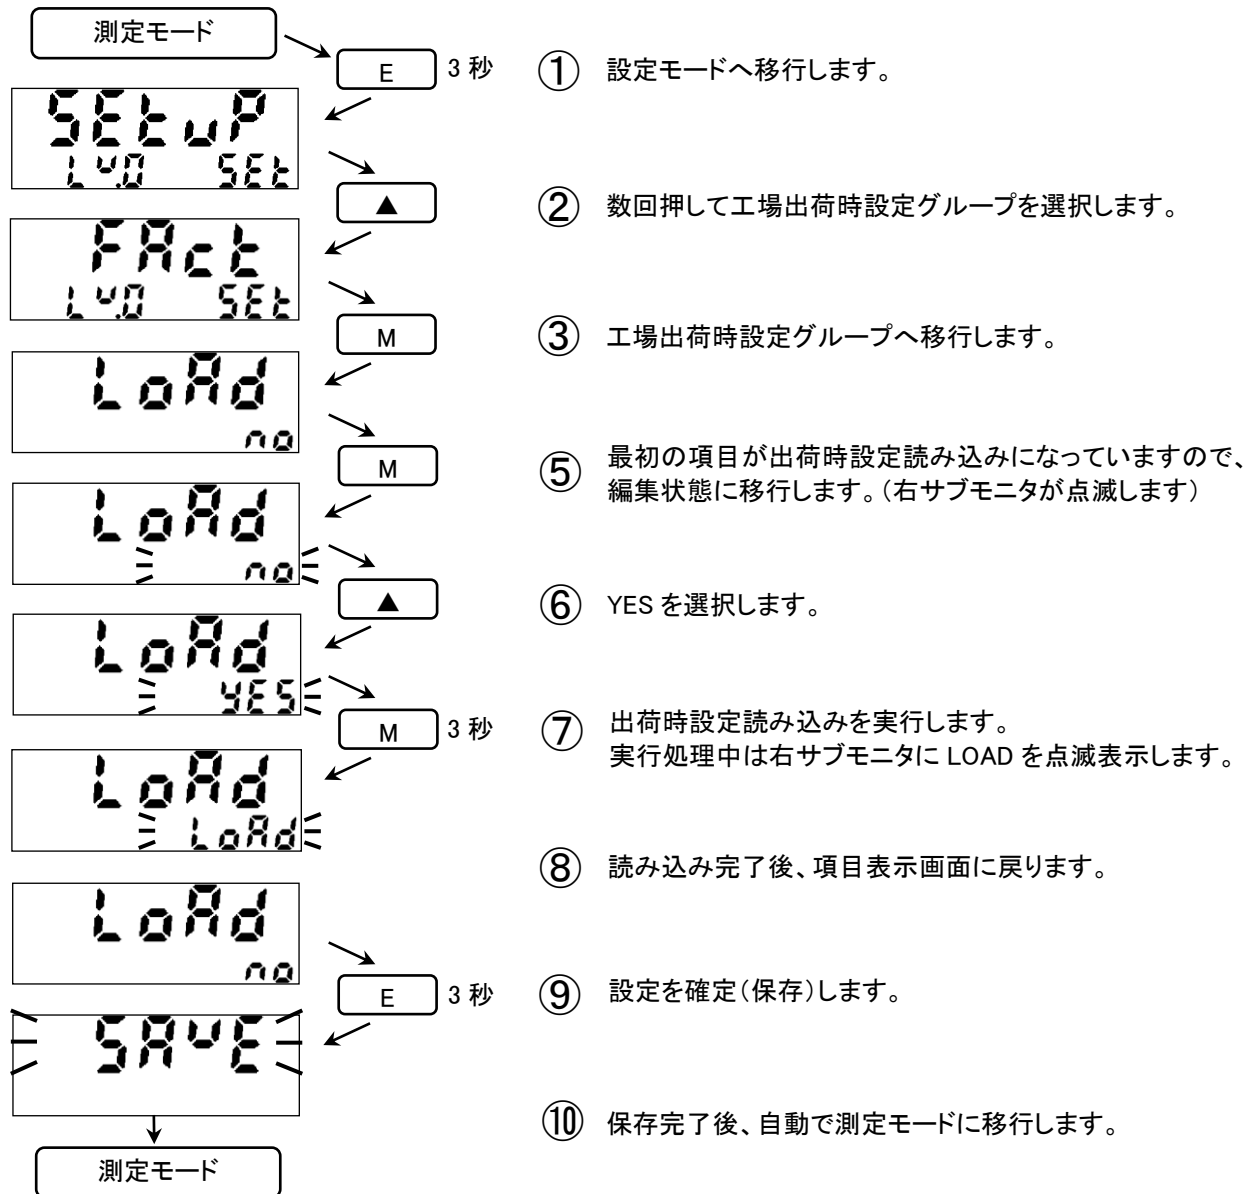 測定モード
E 3 秒 ① 設定モードへ移行します。
SEtuP
Lv.0 SEt
▲ ② 数回押して工場出荷時設定グループを選択します。
FAct
Lv.0 SEt
M ③ 工場出荷時設定グループへ移行します。
LoAd
no
M ⑤ 最初の項目が出荷時設定読み込みになっていますので、
編集状態に移行します。(右サブモニタが点滅します)
LoAd
no
▲ ⑥ YES を選択します。
LoAd
YES
M 3 秒 ⑦ 出荷時設定読み込みを実行します。
実行処理中は右サブモニタに LOAD を点滅表示します。
LoAd
LoAd
⑧ 読み込み完了後、項目表示画面に戻ります。
LoAd
no
E 3 秒 ⑨ 設定を確定(保存)します。
SAvE
⑩ 保存完了後、自動で測定モードに移行します。
測定モード